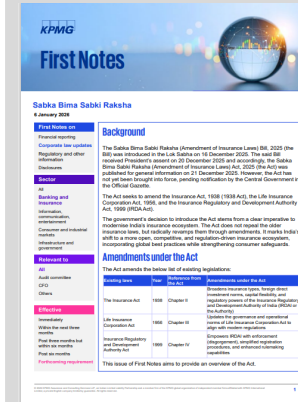 KPMG
First Notes
Sabka Bima Sabki Raksha
6 January 2026
First Notes on
Financial reporting
Corporate law updates
Regulatory and other
information
Disclosures
Sector
All
Banking and
insurance
Information,
communication,
entertainment
Consumer and industrial
markets
Infrastructure and
government
Relevant to
All
Audit committee
CFO
Others
Effective
Immediately
Within the next three
months
Post three months but
within six months
Post six months
Forthcoming requirement
Background
The Sabka Bima Sabki Raksha (Amendment of Insurance Laws) Bill, 2025 (the
Bill) was introduced in the Lok Sabha on 16 December 2025. The said Bill
received President's assent on 20 December 2025 and accordingly, the Sabka
Bima Sabki Raksha (Amendment of Insurance Laws) Act, 2025 (the Act) was
published for general information on 21 December 2025. However, the Act has
not yet been brought into force, pending notification by the Central Government in
the Official Gazette.
The Act seeks to amend the Insurance Act, 1938 (1938 Act), the Life Insurance
Corporation Act, 1956, and the Insurance Regulatory and Development Authority
Act, 1999 (IRDA Act).
The government's decision to introduce the Act stems from a clear imperative to
modernise India's insurance ecosystem. The Act does not repeal the older
insurance laws, but radically revamps them through amendments. It marks India's
shift to a more open, competitive, and regulation-driven insurance ecosystem,
incorporating global best practices while strengthening consumer safeguards.
Amendments under the Act
The Act amends the below list of existing legislations:
Existing laws Year Reference from the Act Amendments under the Act
The Insurance Act 1938 Chapter II Broadens insurance types, foreign direct
investment norms, capital flexibility, and
regulatory powers of the Insurance Regulatory
and Development Authority of India (IRDAI or
the Authority)
Life Insurance
Corporation Act 1956 Chapter III Updates the governance and operational
norms of Life Insurance Corporation Act to
align with modern regulations
Insurance Regulatory
and Development
Authority Act 1999 Chapter IV Empowers IRDAI with enforcement
(disgorgement), simplified registration
procedures, and enhanced rulemaking
capabilities
This issue of First Notes aims to provide an overview of the Act.
1